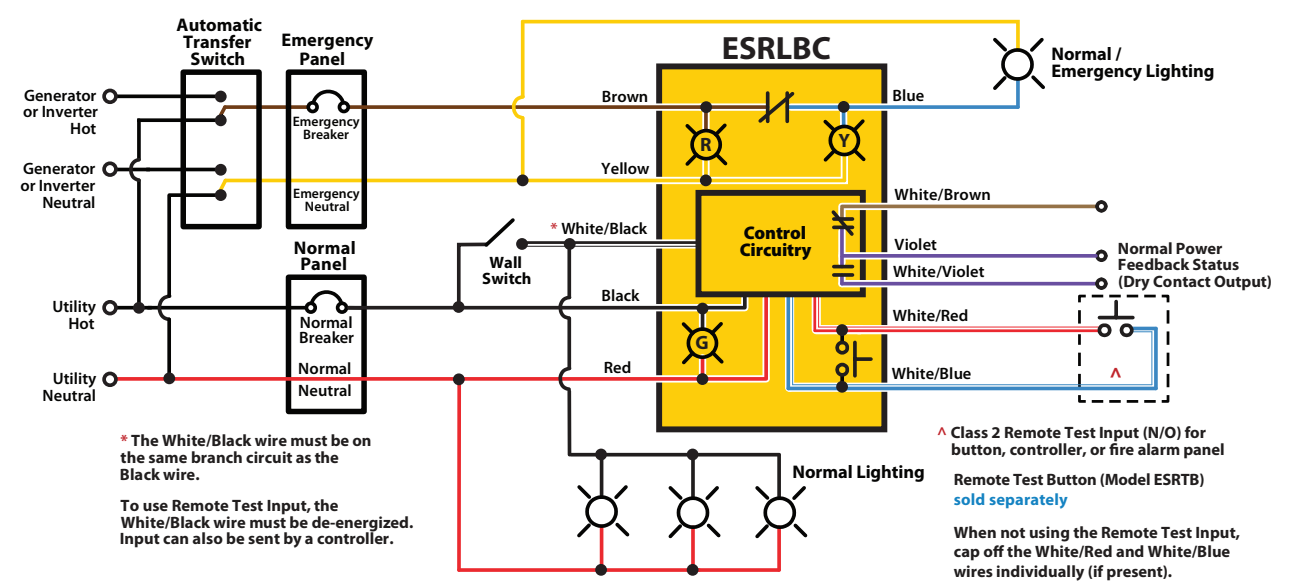 Automatic
Transfer
Switch
Emergency
Panel
ESRLBC
Normal /
Emergency Lighting
Generator
or Inverter
Hot
Brown
Blue
Emergency
Breaker
R
Y
Generator
or Inverter
Neutral
Yellow
Emergency
Neutral
White/Brown
* White/Black
Control
Circuitry
Wall
Switch
Violet
White/Violet
Normal Power
Feedback Status
(Dry Contact Output)
Normal
Panel
Utility
Hot
Black
Normal
Breaker
White/Red
G
Utility
Neutral
Normal
Neutral
Red
White/Blue
^
* The White/Black wire must be on
the same branch circuit as the
Black wire.
To use Remote Test Input, the
White/Black wire must be de-energized.
Input can also be sent by a controller.
Normal Lighting
^ Class 2 Remote Test Input (N/O) for
button, controller, or fire alarm panel
Remote Test Button (Model ESRTB)
sold separately
When not using the Remote Test Input,
cap off the White/Red and White/Blue
wires individually (if present).